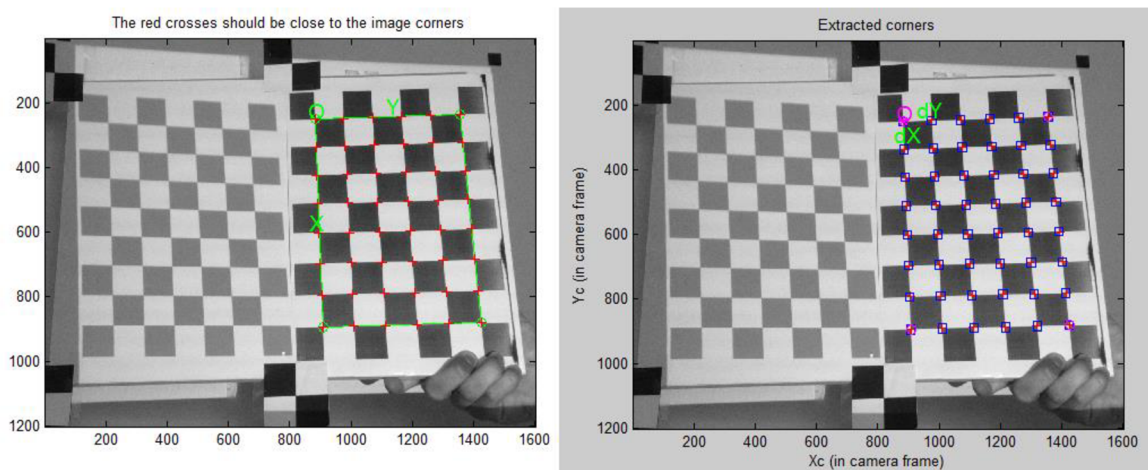 The red crosses should be close to the image corners
O
Y
X
200
400
600
800
1000
1200
200 400 600 800 1000 1200 1400 1600
Extracted corners
O
dY
dX
Yc (in camera frame)
200
400
600
800
1000
1200
200 400 600 800 1000 1200 1400 1600
Xc (in camera frame)